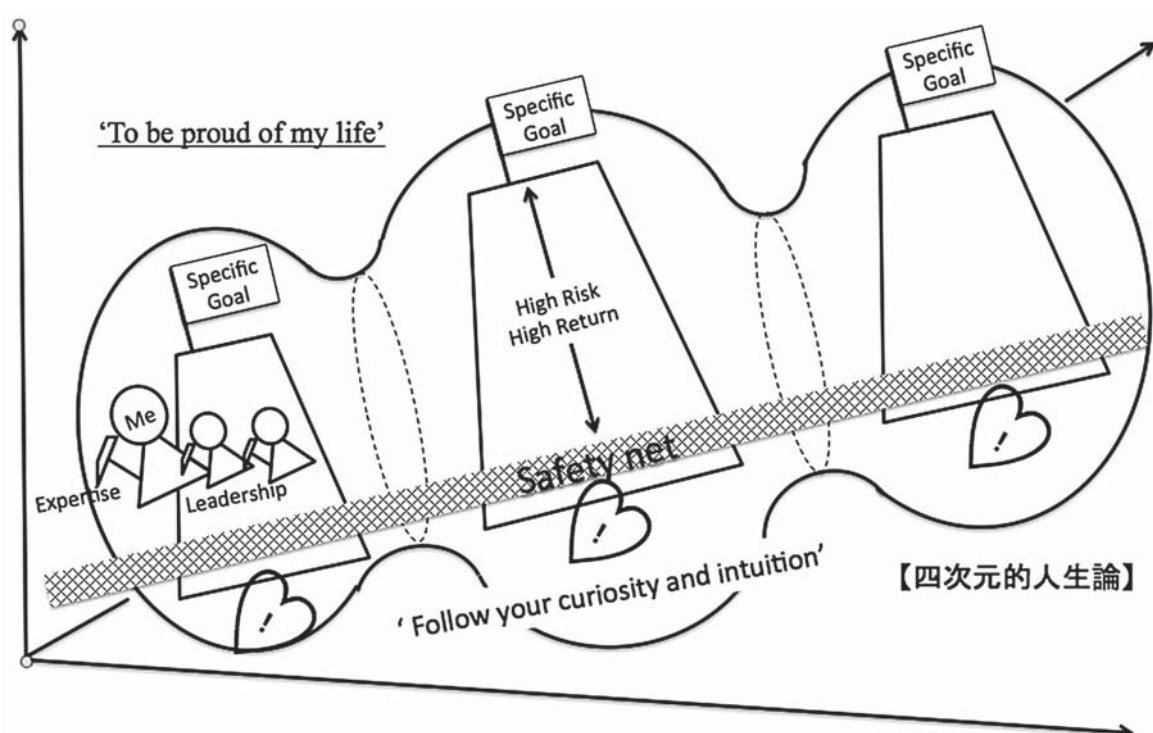 Specific
Goal
Specific
Goal
'To be proud of my life'
Specific
Goal
High Risk
High Return
Me
Expertise
Leadership
Safety net
!
!
!
' Follow your curiosity and intuition'
【四次元的人生論】